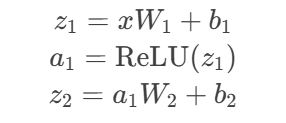 z₁ = xW₁ + b₁
a₁ = ReLU(z₁)
z₂ = a₁W₂ + b₂